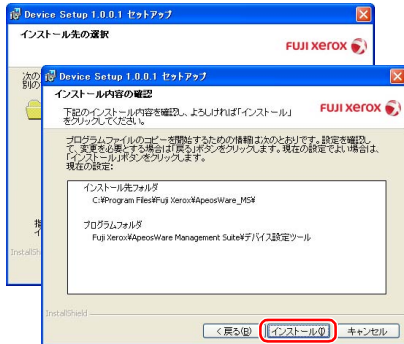 Device Setup 1.0.0.1 セットアップ
インストール先の選択
FUJI XEROX
次の
別の
指
イ
InstallSh
Device Setup 1.0.0.1 セットアップ
インストール内容の確認
下記のインストール内容を確認し、よろしければ「インストール」
をクリックしてください。
FUJI XEROX
プログラムファイルのコピーを開始するための情報は次のとおりです。設定を確認し
て、変更を必要とする場合は「戻る」ボタンをクリックします。現在の設定でよい場合は、
「インストール」ボタンをクリックします。
現在の設定:
インストール先フォルダ
C:¥Program Files¥Fuji Xerox¥ApeosWare_MS¥
プログラムフォルダ
Fuji Xerox¥ApeosWare Management Suite¥デバイス設定ツール
InstallShield
< 戻る(B)
インストール(I)
キャンセル